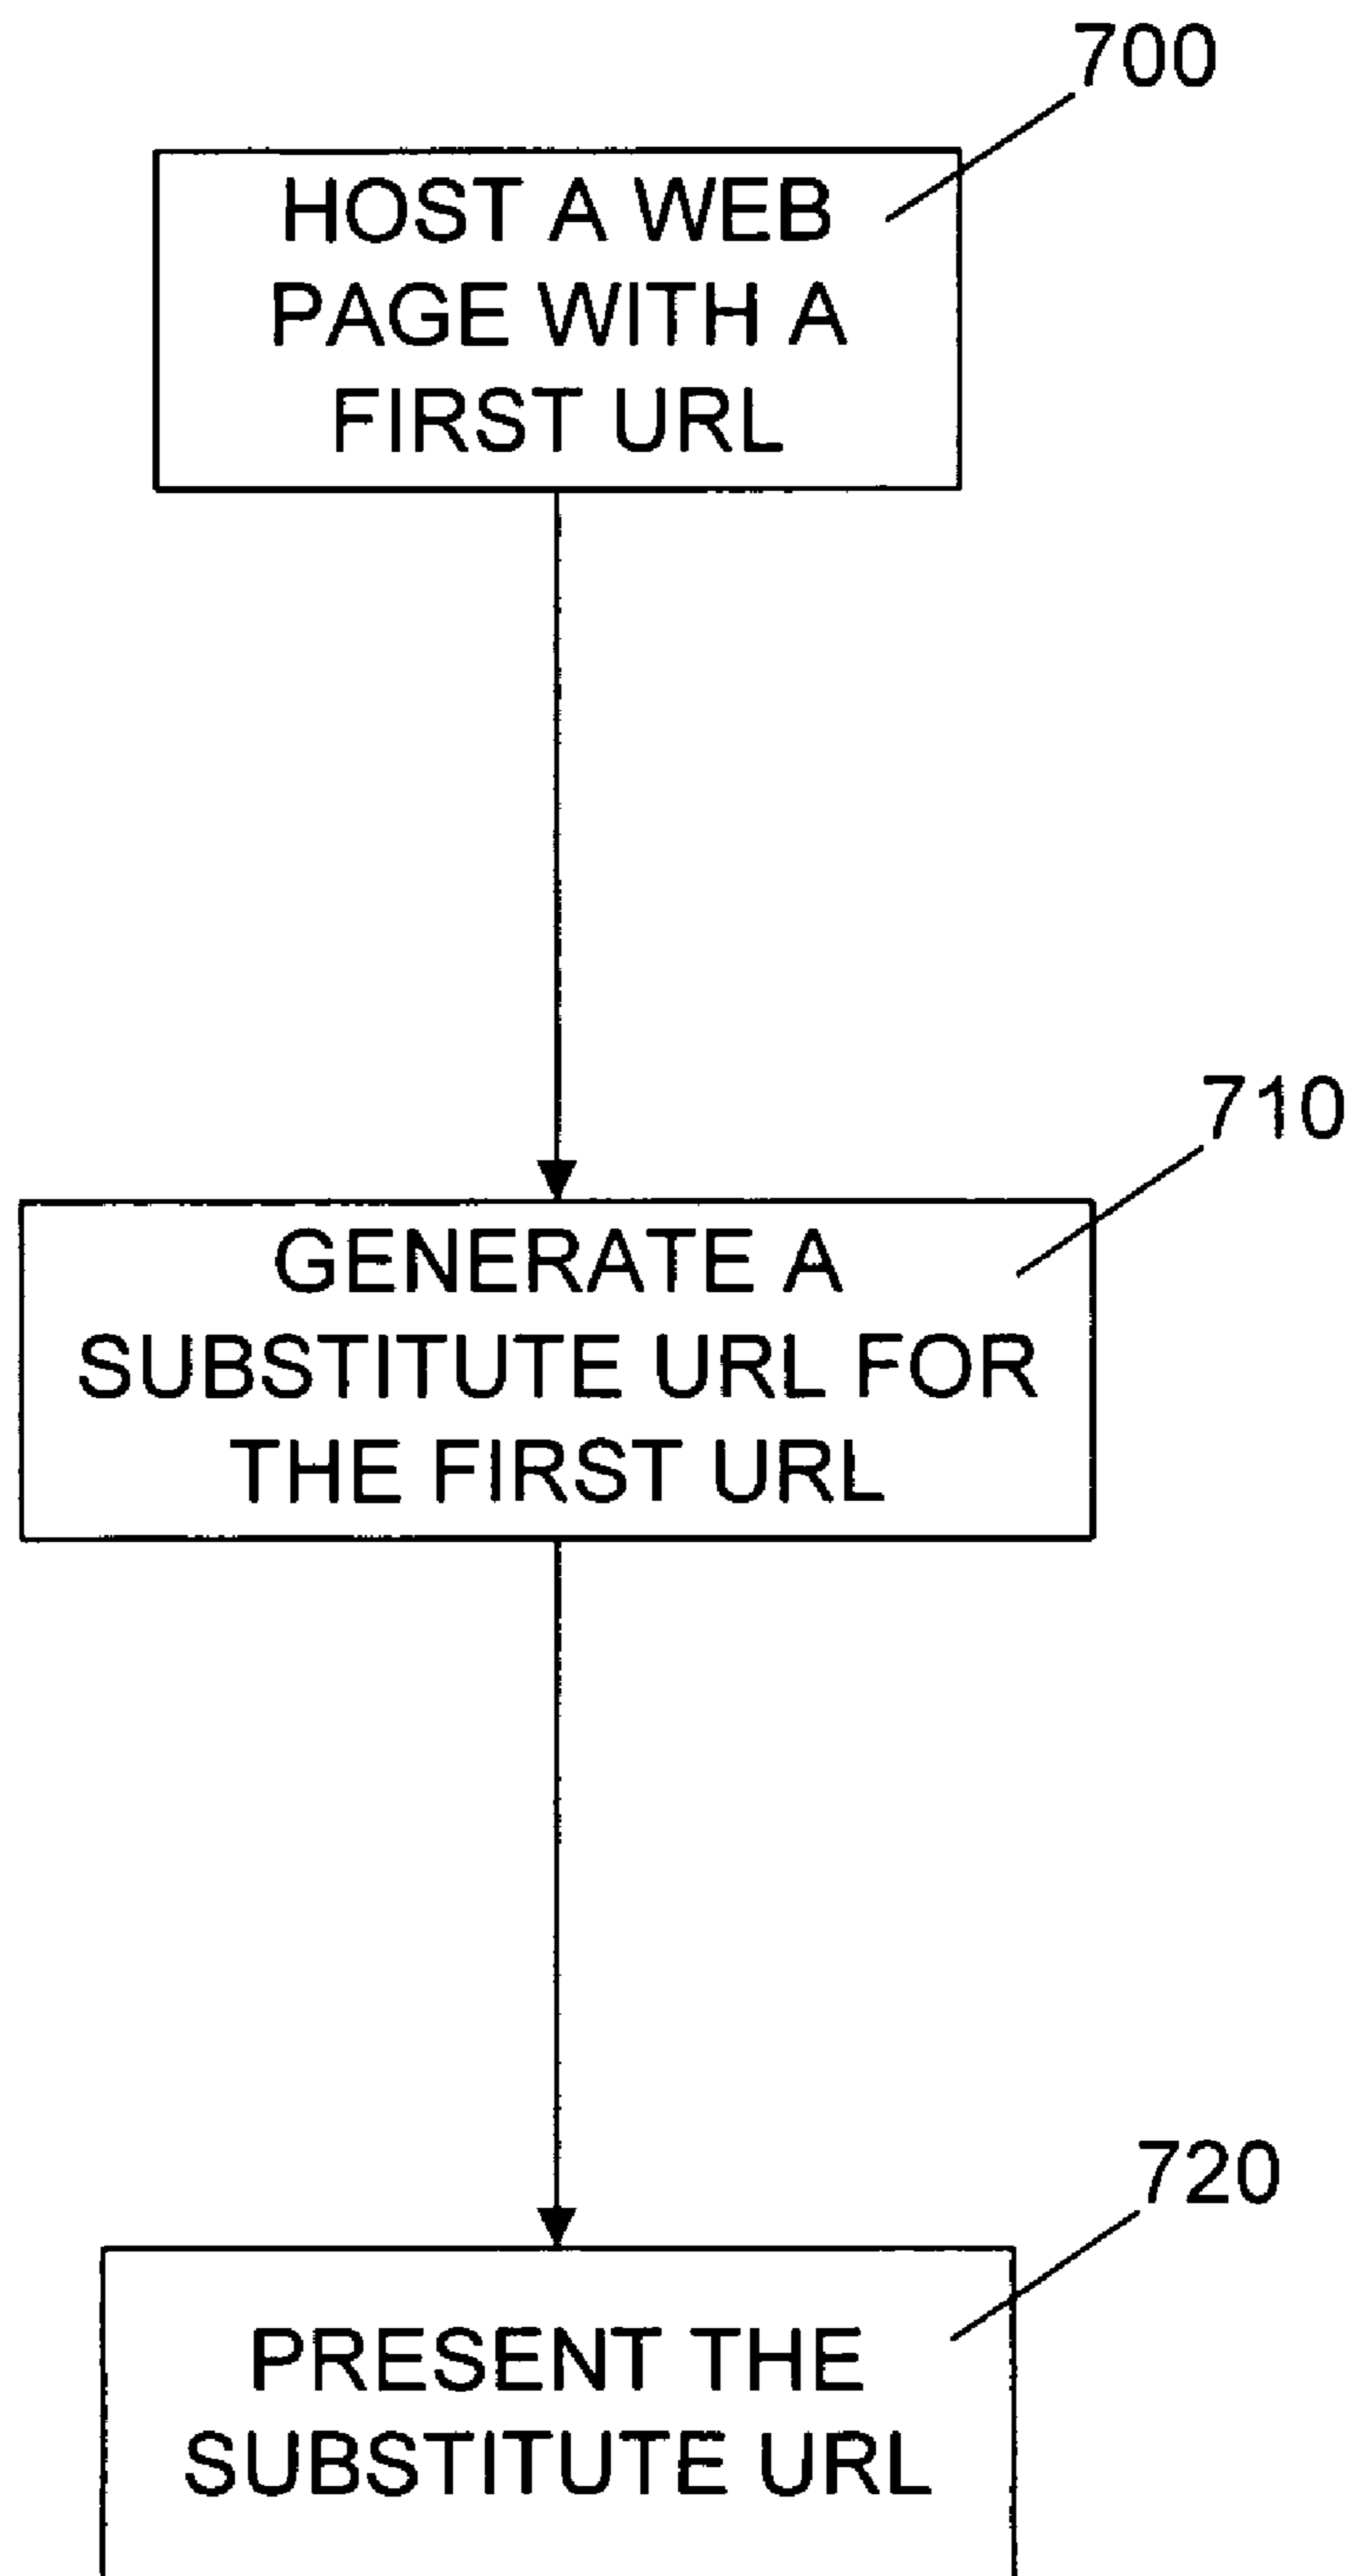 700
HOST A WEB
PAGE WITH A
FIRST URL
710
GENERATE A
SUBSTITUTE URL FOR
THE FIRST URL
720
PRESENT THE
SUBSTITUTE URL